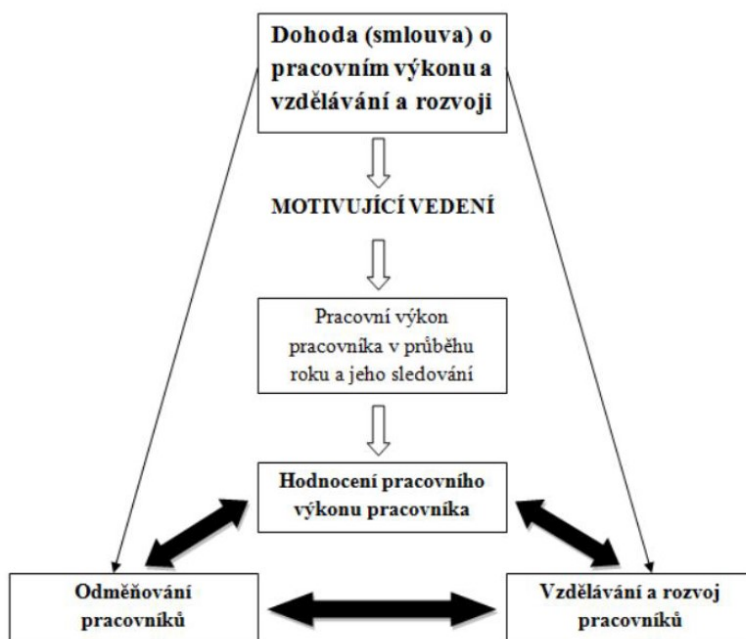 Dohoda (smlouva) o
pracovním výkonu a
vzdělávání a rozvoji
MOTIVUJÍCÍ VEDENÍ
Pracovní výkon
pracovníka v průběhu
roku a jeho sledování
Hodnocení pracovního
výkonu pracovníka
Odměňování
pracovníků
Vzdělávání a rozvoj
pracovníků